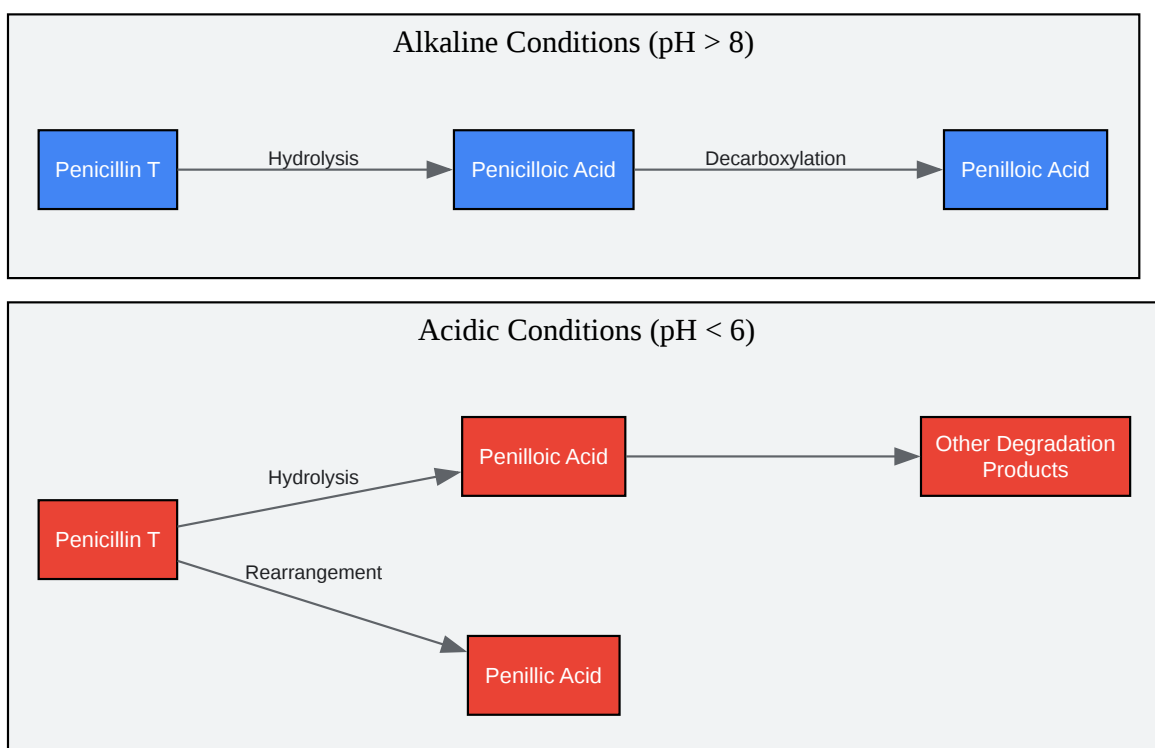 Alkaline Conditions (pH > 8)
Penicillin T
Hydrolysis
Penicilloic Acid
Decarboxylation
Penilloic Acid
Acidic Conditions (pH < 6)
Penicillin T
Hydrolysis
Penilloic Acid
Other Degradation
Products
Rearrangement
Penillic Acid